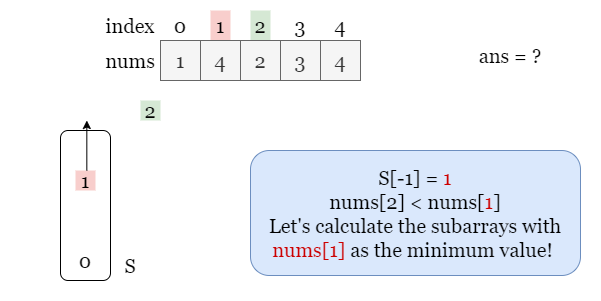 index 0 1 2 3 4
nums 1 4 2 3 4
ans = ?
2
1
0
S
S[-1] = 1
nums[2] < nums[1]
Let's calculate the subarrays with
nums[1] as the minimum value!